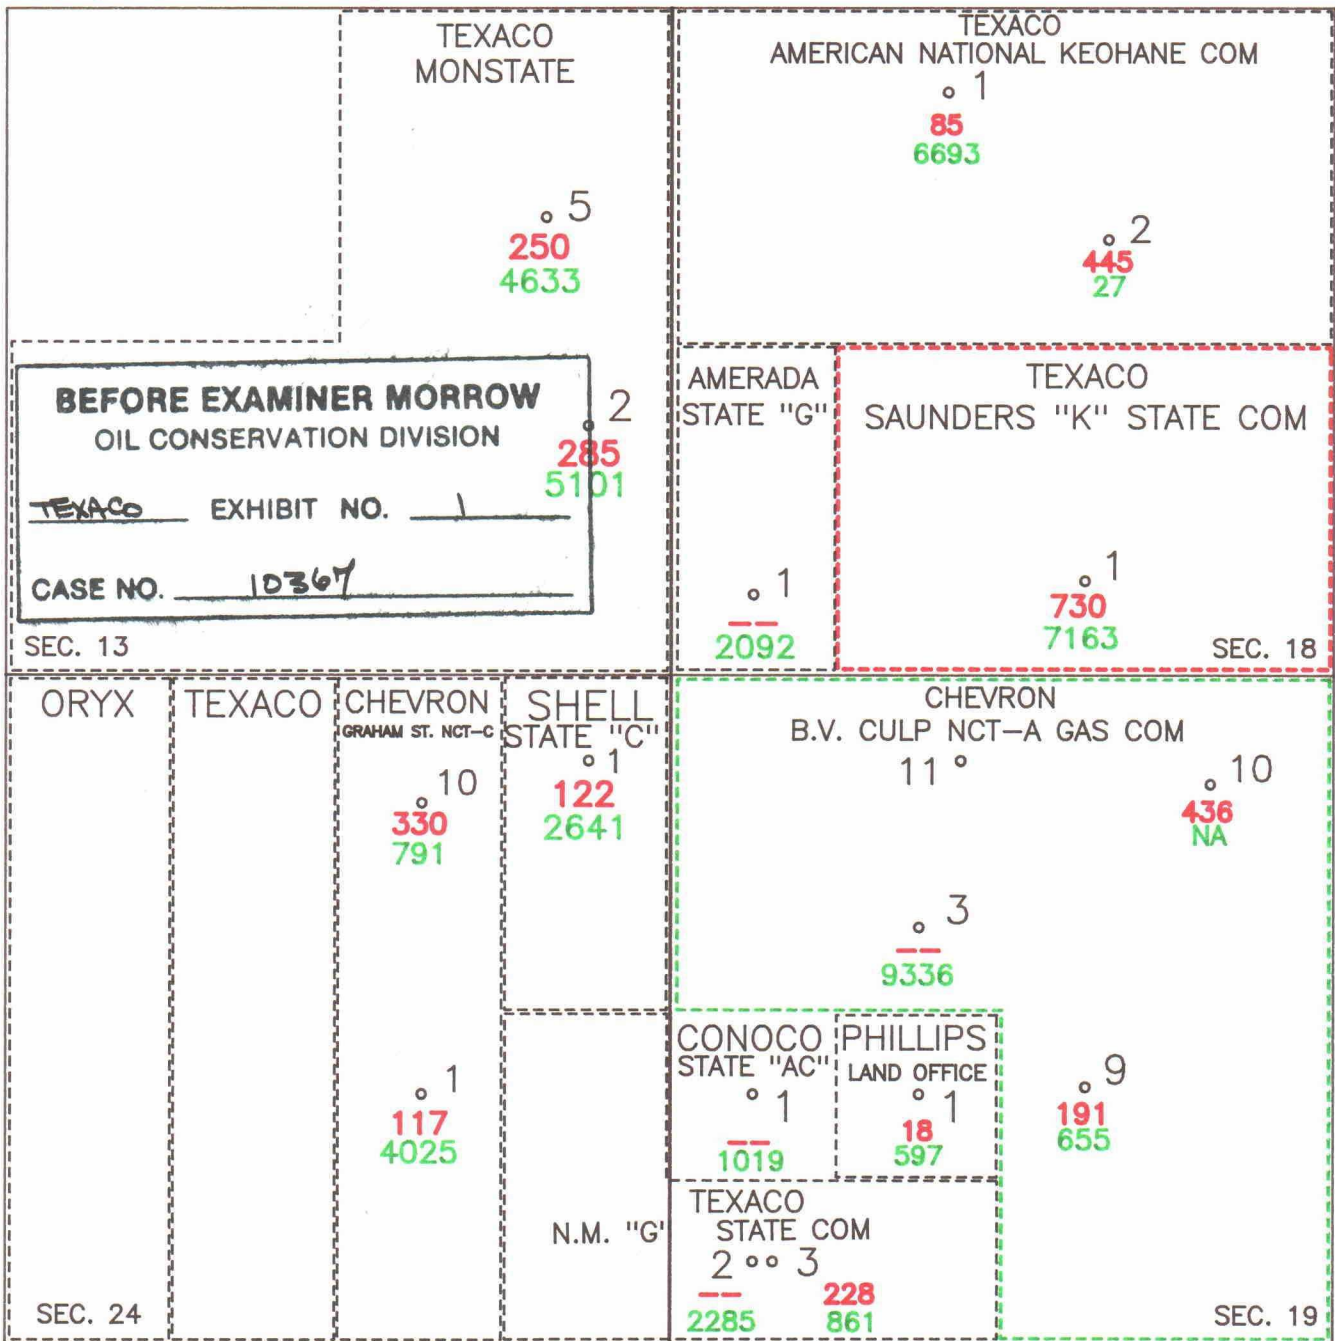 TEXACO
MONSTATE
5
250
4633
TEXACO
AMERICAN NATIONAL KEOHANE COM
1
85
6693
2
445
27
BEFORE EXAMINER MORROW
OIL CONSERVATION DIVISION
TEXACO EXHIBIT NO. 1
CASE NO. 10367
2
285
5101
SEC. 13
AMERADA
STATE "G"
1
--
2092
TEXACO
SAUNDERS "K" STATE COM
1
730
7163
SEC. 18
ORYX
TEXACO
CHEVRON
GRAHAM ST. NCT-C
10
330
791
1
117
4025
SHELL
STATE "C"
1
122
2641
N.M. "G'
SEC. 24
CHEVRON
B.V. CULP NCT-A GAS COM
11
10
436
NA
3
--
9336
CONOCO
STATE "AC"
1
--
1019
PHILLIPS
LAND OFFICE
1
18
597
9
191
655
TEXACO
STATE COM
2 3
-- 228
2285 861
SEC. 19